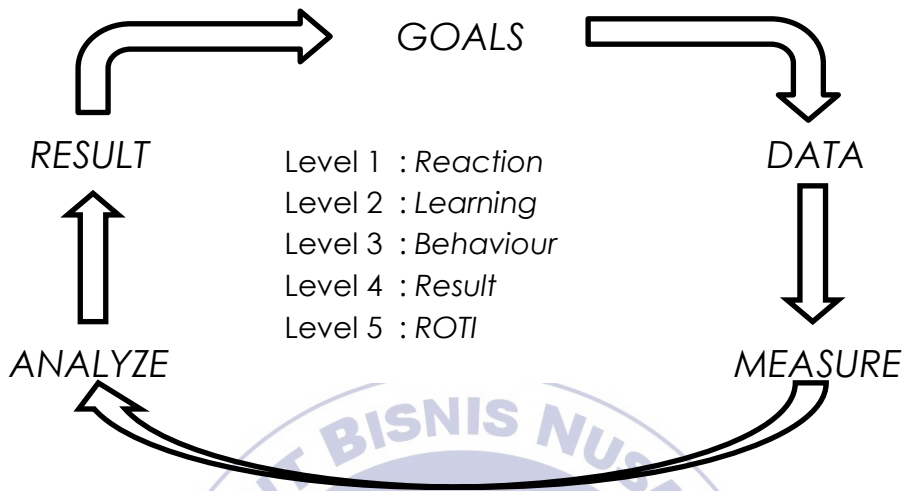 GOALS
RESULT
DATA
Level 1 : Reaction
Level 2 : Learning
Level 3 : Behaviour
Level 4 : Result
Level 5 : ROTI
ANALYZE
MEASURE
BISNIS